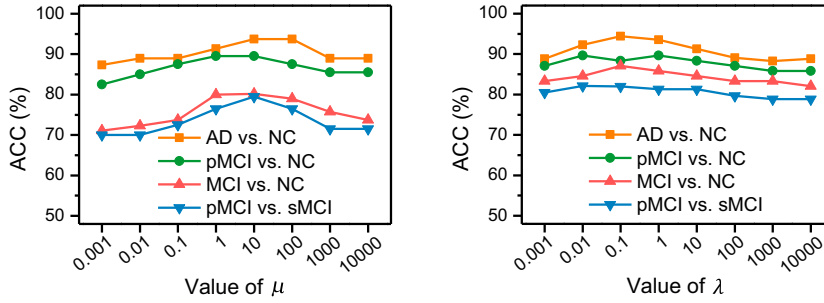 100
90
80
70
60
50
ACC (%)
AD vs. NC
pMCI vs. NC
MCI vs. NC
pMCI vs. sMCI
0.001
0.01
0.1
1
10
100
1000
10000
Value of μ
100
90
80
70
60
50
ACC (%)
AD vs. NC
pMCI vs. NC
MCI vs. NC
pMCI vs. sMCI
0.001
0.01
0.1
1
10
100
1000
10000
Value of λ